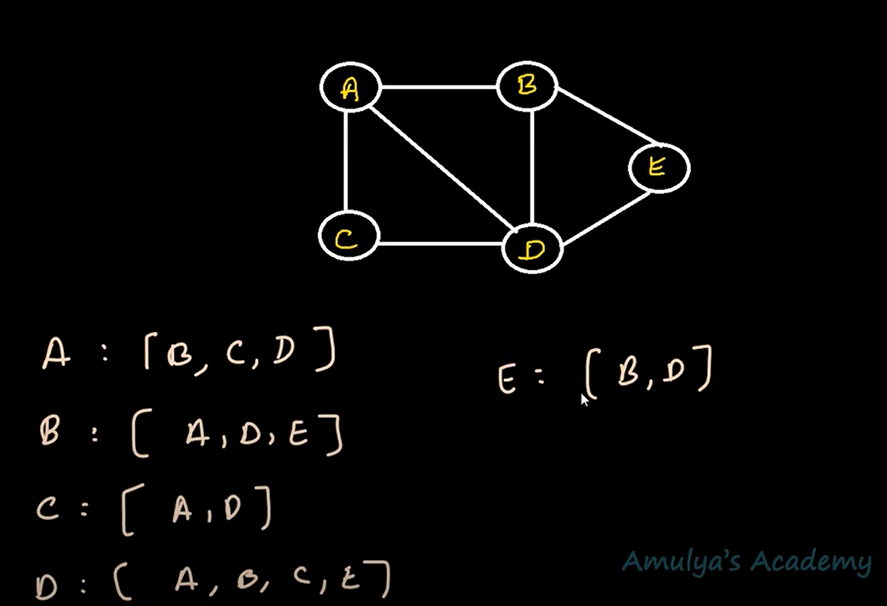 A
B
E
C
D
A : [B, C, D]
B : [ A, D, E]
C : [ A, D]
D : [ A, B, C, E]
E : [ B, D]
Amulya's Academy